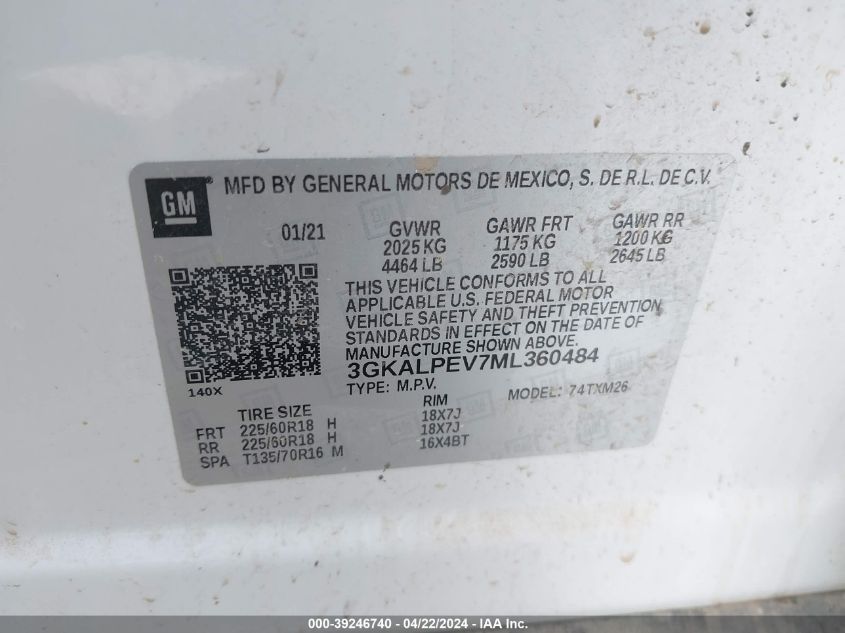 GM
MFD BY GENERAL MOTORS DE MEXICO, S. DE R.L. DE C.V.
01/21 GVWR GAWR FRT GAWR RR
2025 KG 1175 KG 1200 KG
4464 LB 2590 LB 2645 LB
THIS VEHICLE CONFORMS TO ALL
APPLICABLE U.S. FEDERAL MOTOR
VEHICLE SAFETY AND THEFT PREVENTION
STANDARDS IN EFFECT ON THE DATE OF
MANUFACTURE SHOWN ABOVE.
3GKALPEV7ML360484
140X
TYPE: M.P.V. MODEL: 74TXM26
TIRE SIZE RIM
FRT 225/60R18 H 18X7J
RR 225/60R18 H 18X7J
SPA T135/70R16 M 16X4BT
000-39246740 - 04/22/2024 - IAA Inc.